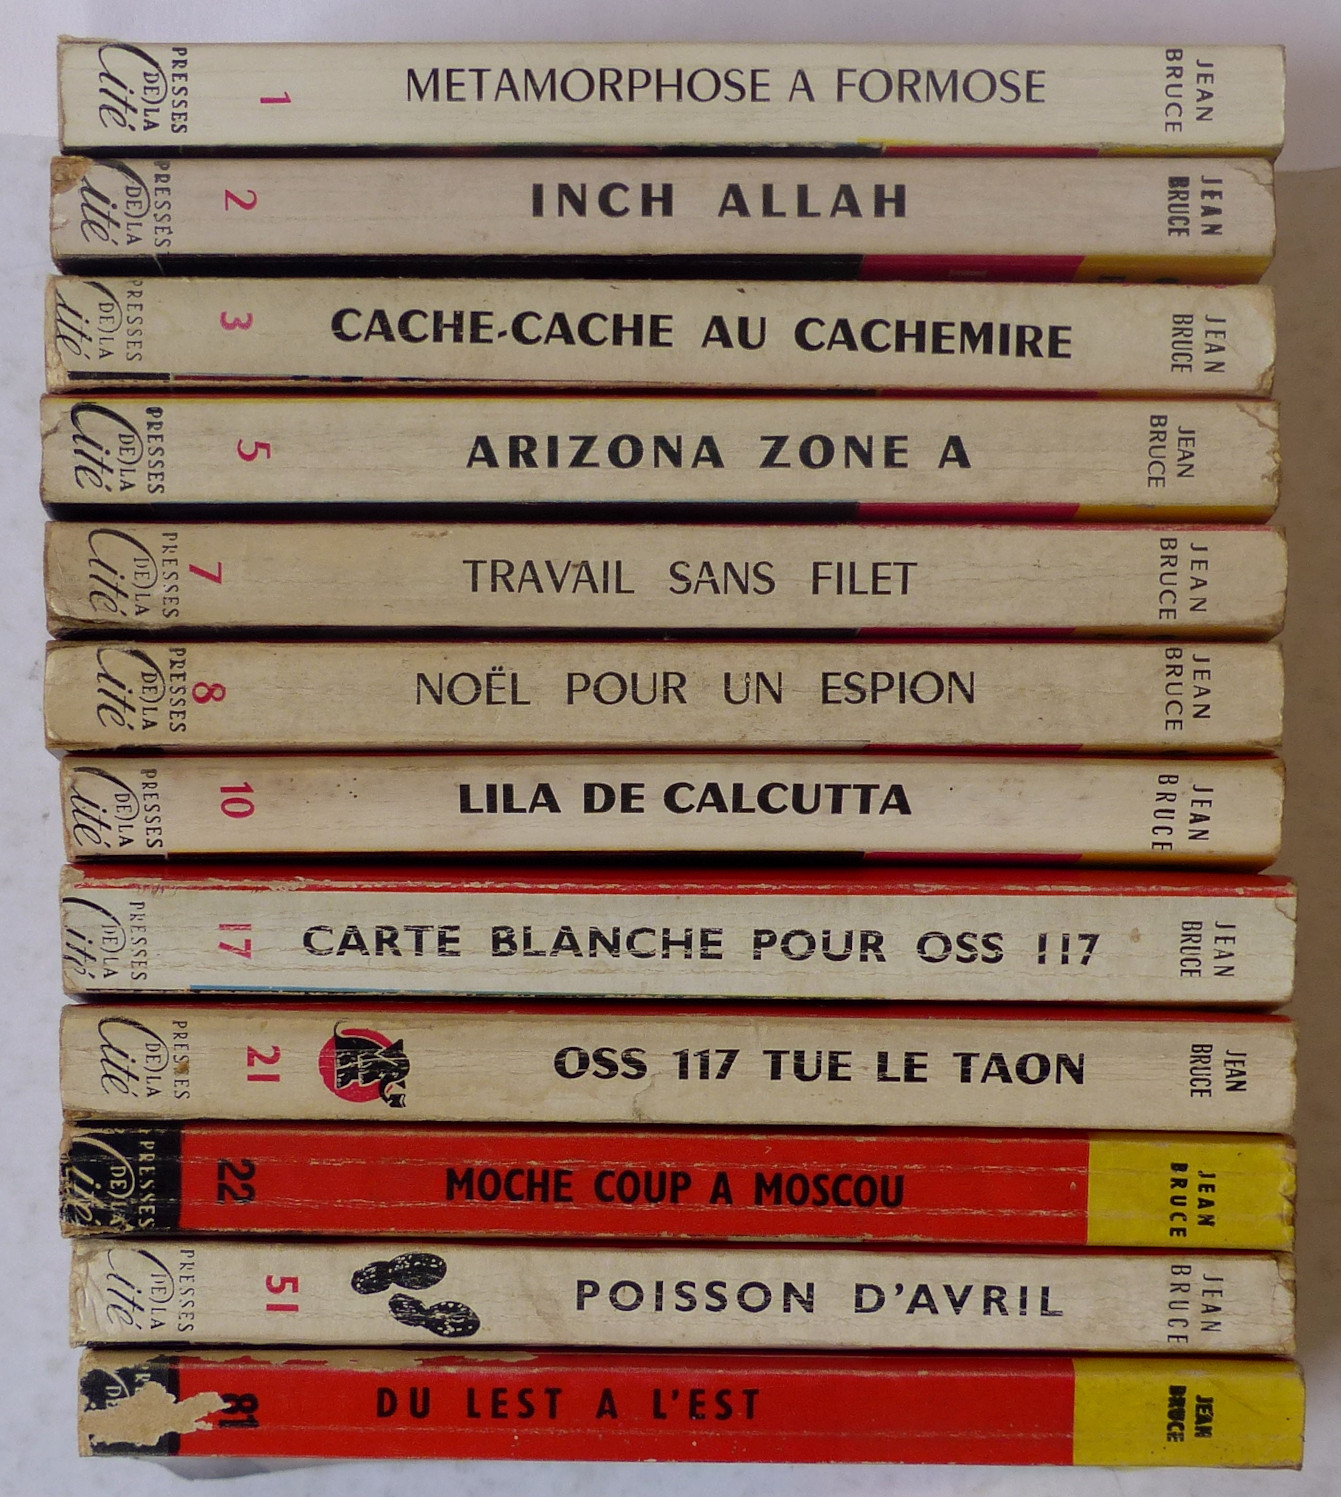 PRESSES DE LA Cité
1
METAMORPHOSE A FORMOSE
JEAN BRUCE
PRESSES DE LA Cité
2
INCH ALLAH
JEAN BRUCE
PRESSES DE LA Cité
3
CACHE-CACHE AU CACHEMIRE
JEAN BRUCE
PRESSES DE LA Cité
5
ARIZONA ZONE A
JEAN BRUCE
PRESSES DE LA Cité
7
TRAVAIL SANS FILET
JEAN BRUCE
PRESSES DE LA Cité
8
NOËL POUR UN ESPION
JEAN BRUCE
PRESSES DE LA Cité
10
LILA DE CALCUTTA
JEAN BRUCE
PRESSES DE LA Cité
17
CARTE BLANCHE POUR OSS 117
JEAN BRUCE
PRESSES DE LA Cité
21
OSS 117 TUE LE TAON
JEAN BRUCE
PRESSES DE LA Cité
22
MOCHE COUP A MOSCOU
JEAN BRUCE
PRESSES DE LA Cité
51
POISSON D'AVRIL
JEAN BRUCE
81
DU LEST A L'EST
JEAN BRUCE